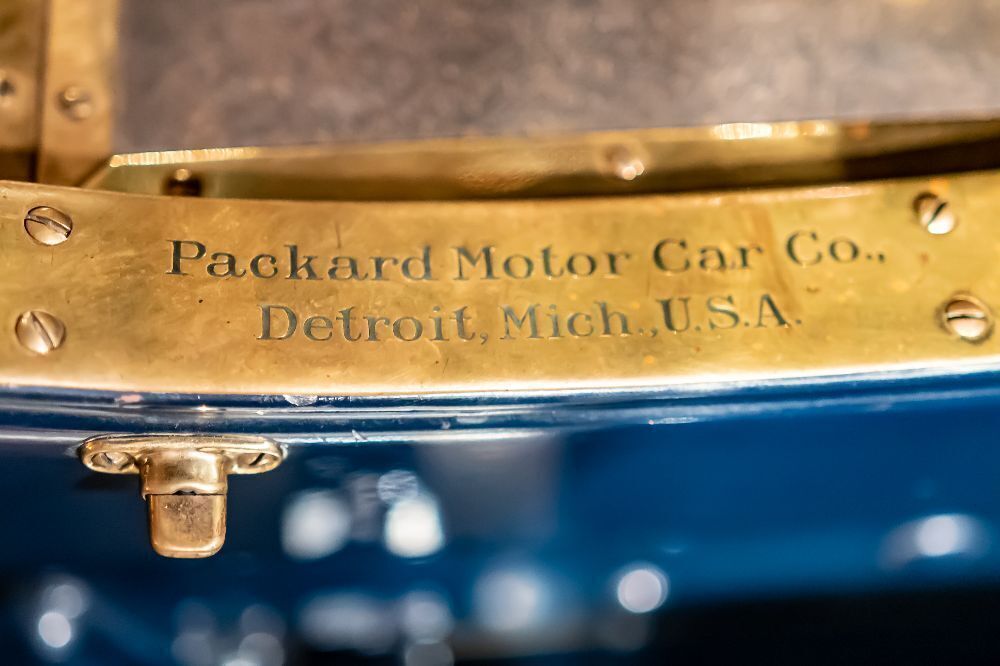 Packard Motor Car Co.,
Detroit, Mich., U.S.A.